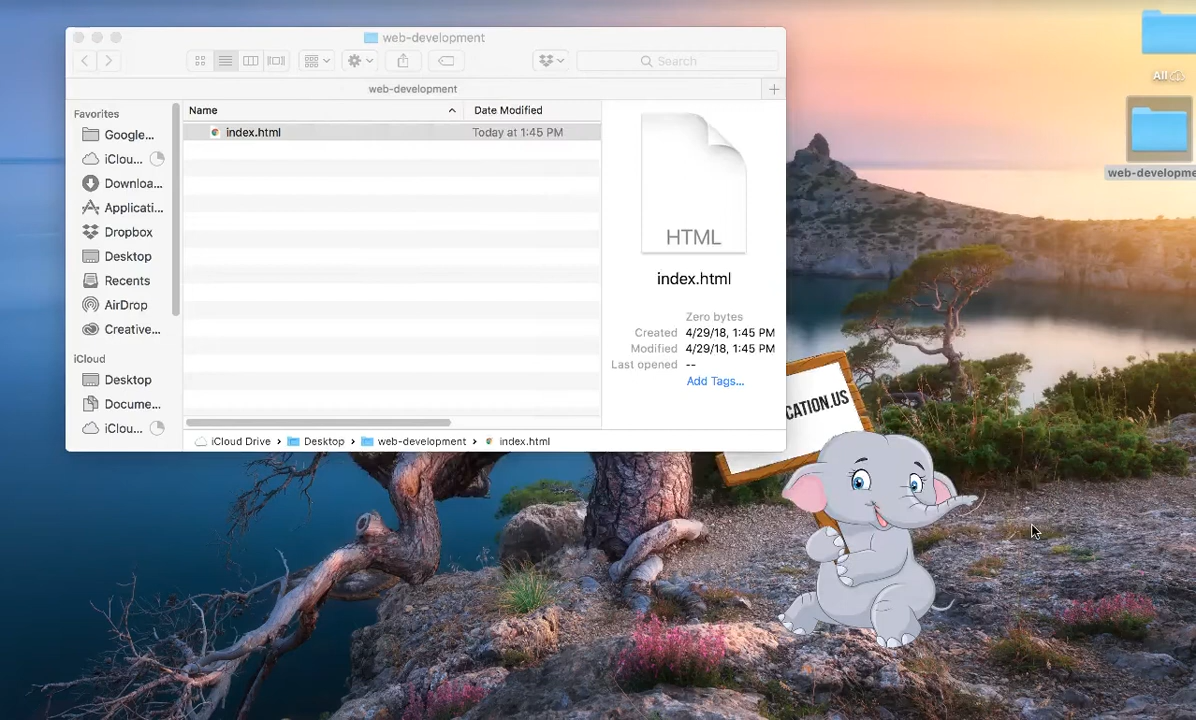 web-development
Search
web-development
Favorites
Google...
iClou...
Downloa...
Applicati...
Dropbox
Desktop
Recents
AirDrop
Creative...
iCloud
Desktop
Docume...
iClou...
Name
Date Modified
index.html
Today at 1:45 PM
HTML
index.html
Zero bytes
Created 4/29/18, 1:45 PM
Modified 4/29/18, 1:45 PM
Last opened --
Add Tags...
iCloud Drive > Desktop > web-development > index.html
All
web-developme
CATION.US